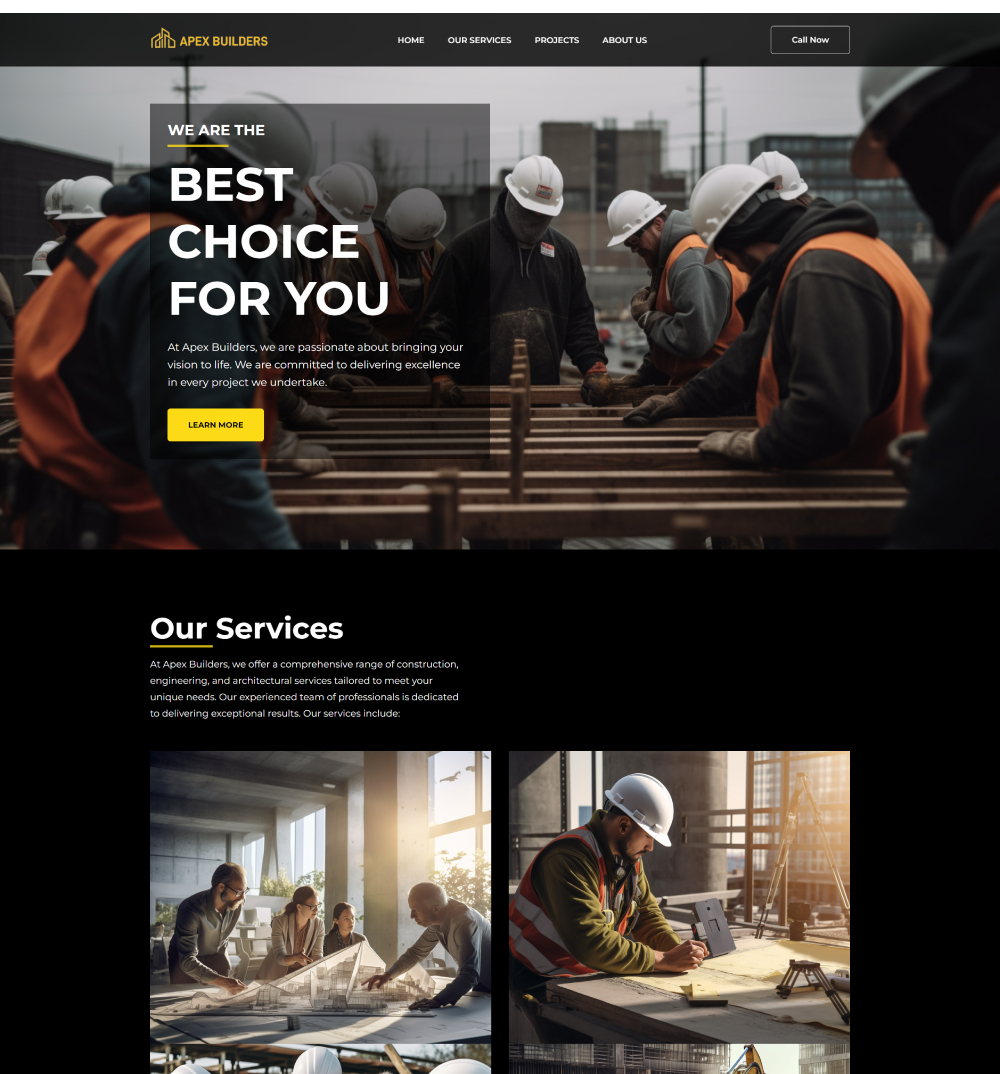 APEX BUILDERS
HOME OUR SERVICES PROJECTS ABOUT US
Call Now
WE ARE THE
BEST
CHOICE
FOR YOU
At Apex Builders, we are passionate about bringing your
vision to life. We are committed to delivering excellence
in every project we undertake.
LEARN MORE
Our Services
At Apex Builders, we offer a comprehensive range of construction,
engineering, and architectural services tailored to meet your
unique needs. Our experienced team of professionals is dedicated
to delivering exceptional results. Our services include: